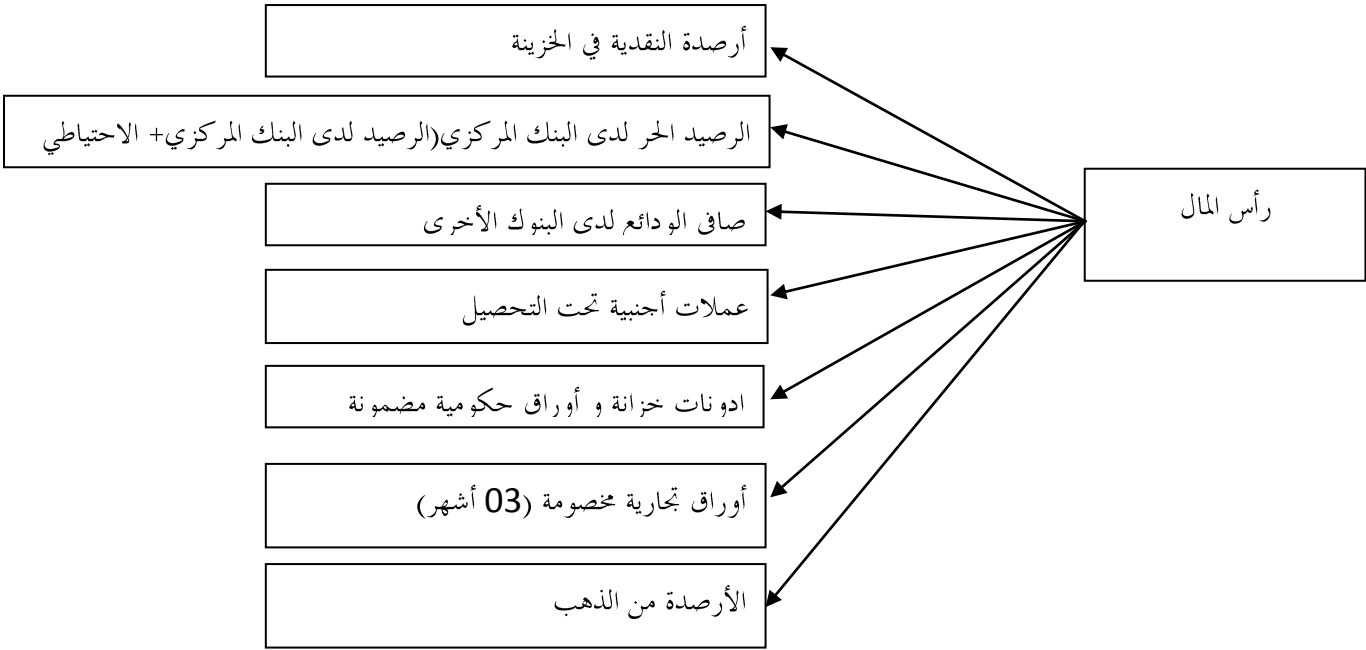 رأس المال
أرصدة النقدية في الخزينة
الرصيد الحر لدى البنك المركزي(الرصيد لدى البنك المركزي+ الاحتياطي
صافى الودائع لدى البنوك الأخرى
عملات أجنبية تحت التحصيل
ادونات خزانة و أوراق حكومية مضمونة
أوراق تجارية مخصومة (03 أشهر)
الأرصدة من الذهب